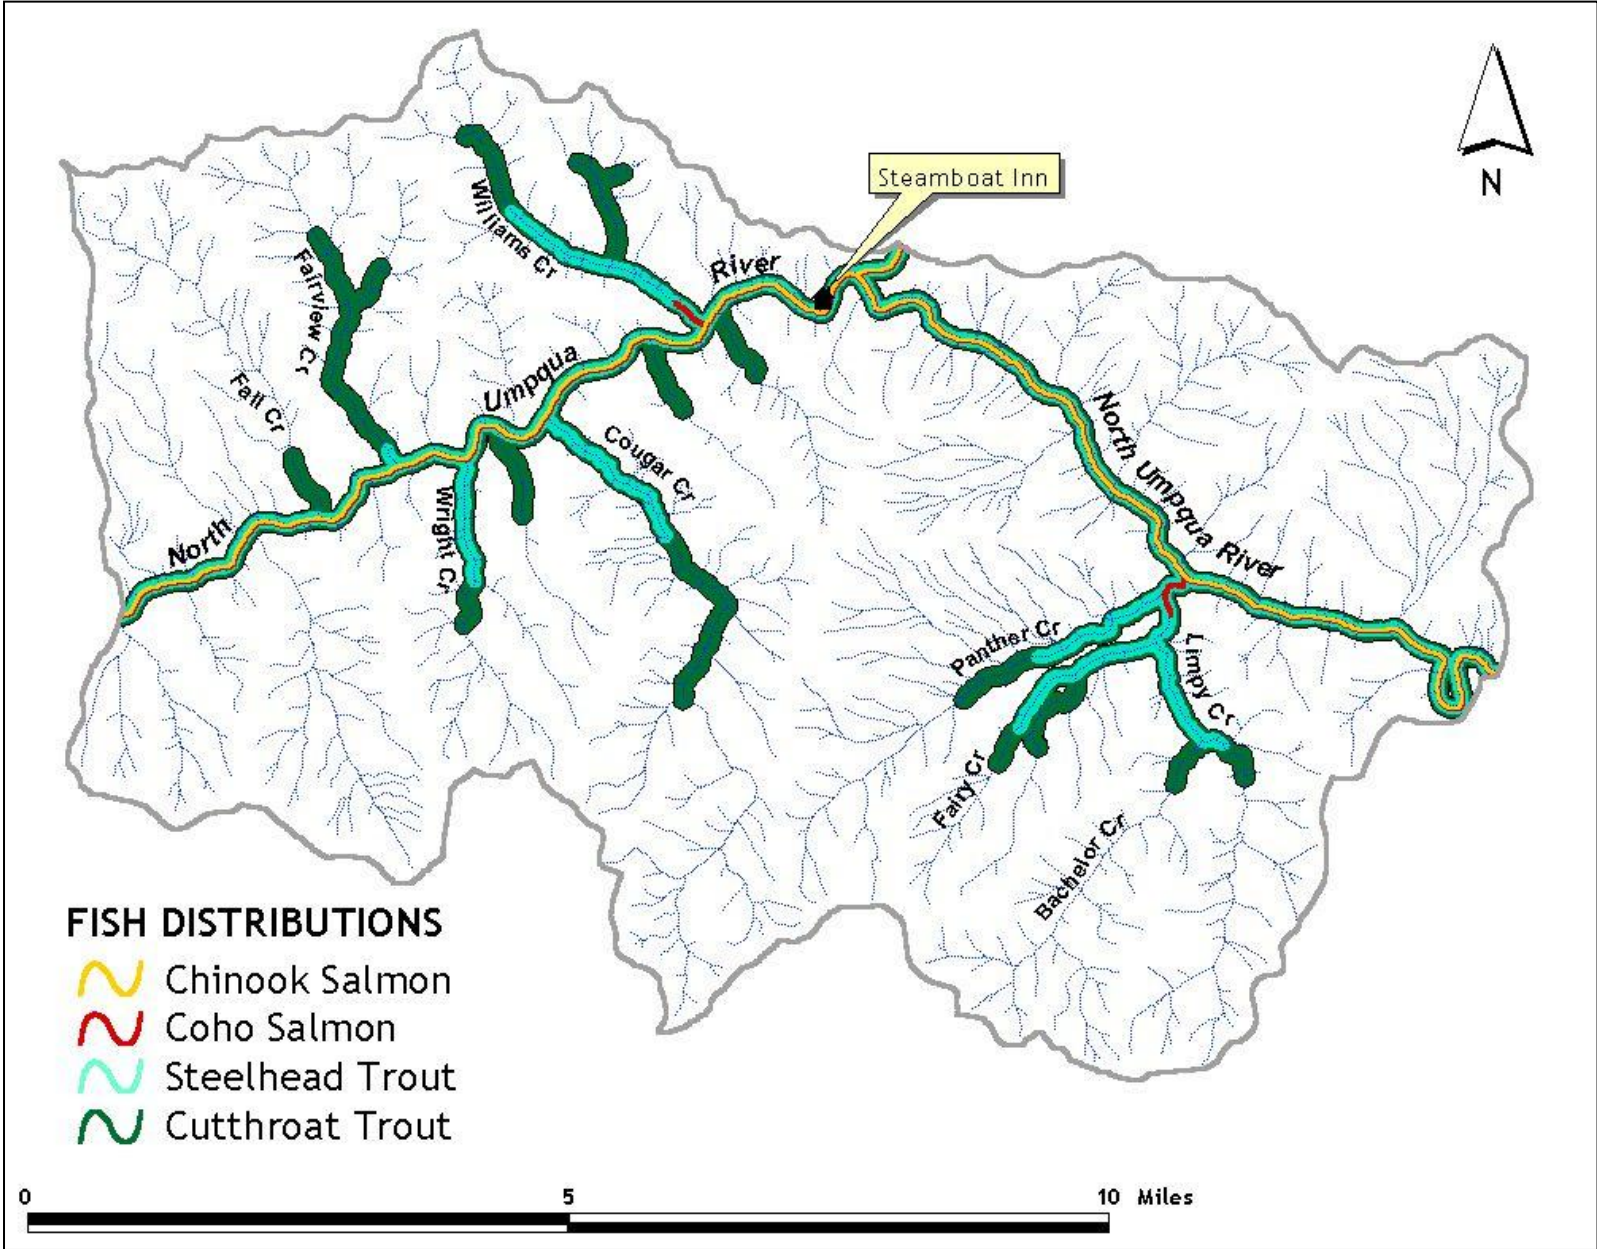 Steamboat Inn
N
Williams Cr
River
Fairview Cr
Fall Cr
Umpqua
Cougar Cr
North Umpqua River
Wright Cr
North
Panther Cr
Limpy Cr
Fairy Cr
Bachelor Cr
FISH DISTRIBUTIONS
Chinook Salmon
Coho Salmon
Steelhead Trout
Cutthroat Trout
0 5 10 Miles